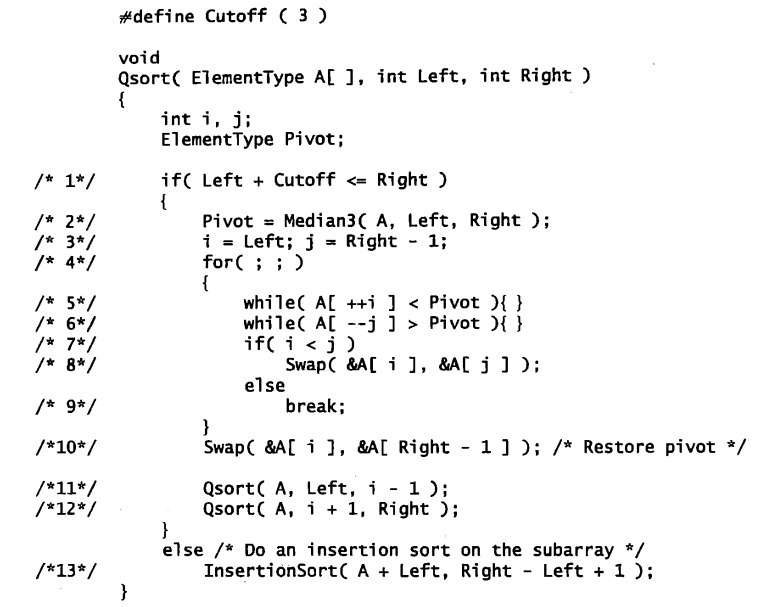 #define Cutoff ( 3 )
void
Qsort( ElementType A[ ], int Left, int Right )
{
int i, j;
ElementType Pivot;
/* 1*/ if( Left + Cutoff <= Right )
{
/* 2*/ Pivot = Median3( A, Left, Right );
/* 3*/ i = Left; j = Right - 1;
/* 4*/ for( ; ; )
{
/* 5*/ while( A[ ++i ] < Pivot ){ }
/* 6*/ while( A[ --j ] > Pivot ){ }
/* 7*/ if( i < j )
/* 8*/ Swap( &A[ i ], &A[ j ] );
else
/* 9*/ break;
}
/*10*/ Swap( &A[ i ], &A[ Right - 1 ] ); /* Restore pivot */
/*11*/ Qsort( A, Left, i - 1 );
/*12*/ Qsort( A, i + 1, Right );
}
else /* Do an insertion sort on the subarray */
/*13*/ InsertionSort( A + Left, Right - Left + 1 );
}